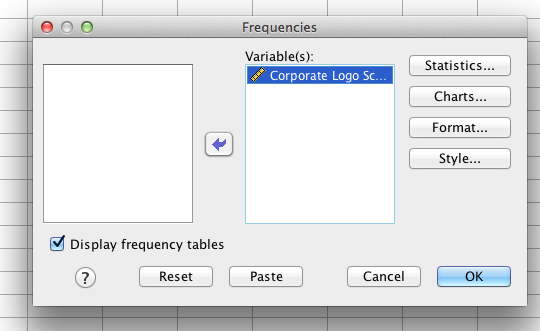 Frequencies
Variable(s):
Corporate Logo Sc...
Statistics...
Charts...
Format...
Style...
Display frequency tables
?
Reset
Paste
Cancel
OK